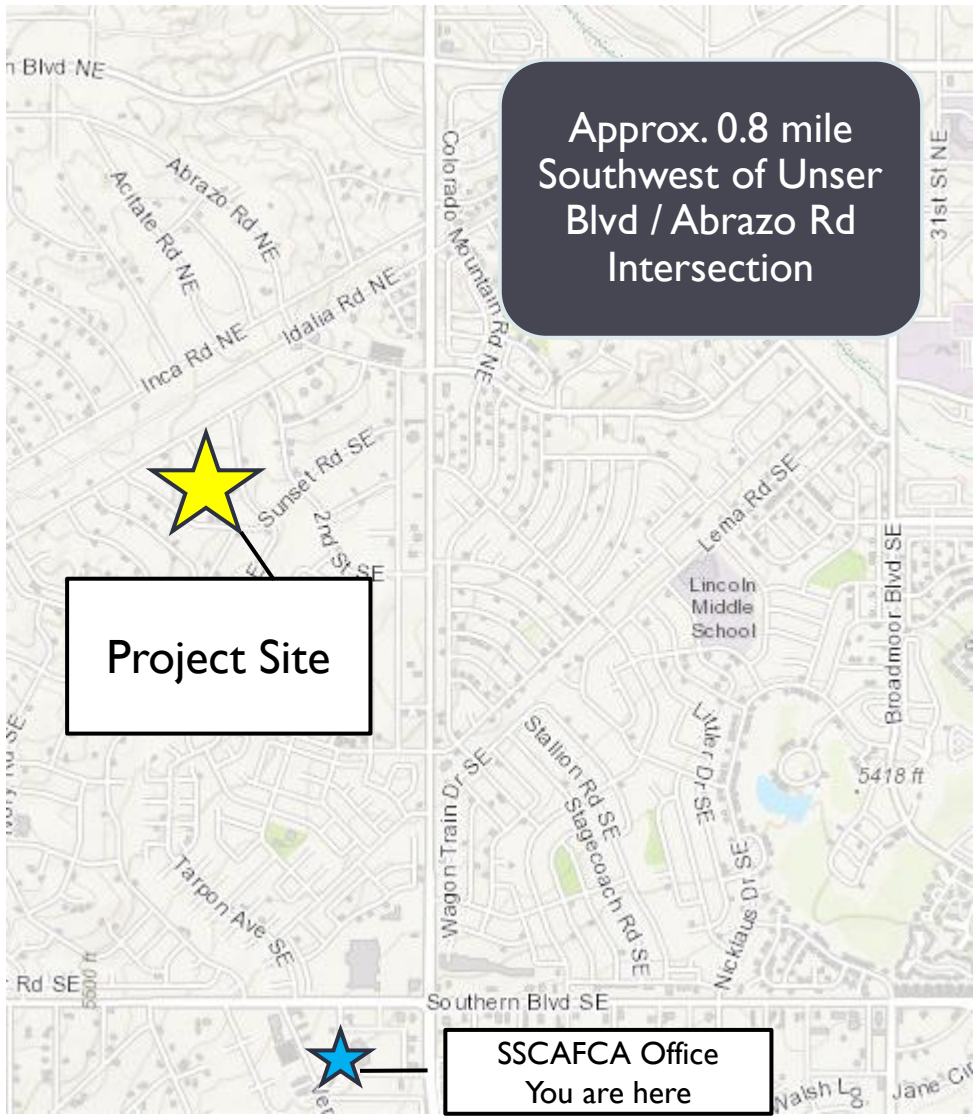 n Blvd NE
Approx. 0.8 mile
Southwest of Unser
Blvd / Abrazo Rd
Intersection
Abrazo Rd NE
Acitate Rd NE
Colorado Mountain Rd NE
31st St NE
Idalia Rd NE
Inca Rd NE
Sunset Rd SE
2nd St SE
Lema Rd SE
Lincoln
Middle
School
Broadmoor Blvd SE
Project Site
Littler Dr SE
5418 ft
Stallion Rd SE
Stagecoach Rd SE
Wagon Train Dr SE
Nicklaus Dr SE
Tarpon Ave SE
Rd SE
5500 ft
Southern Blvd SE
SSCAFCA Office
You are here
Walsh
Jane Cir